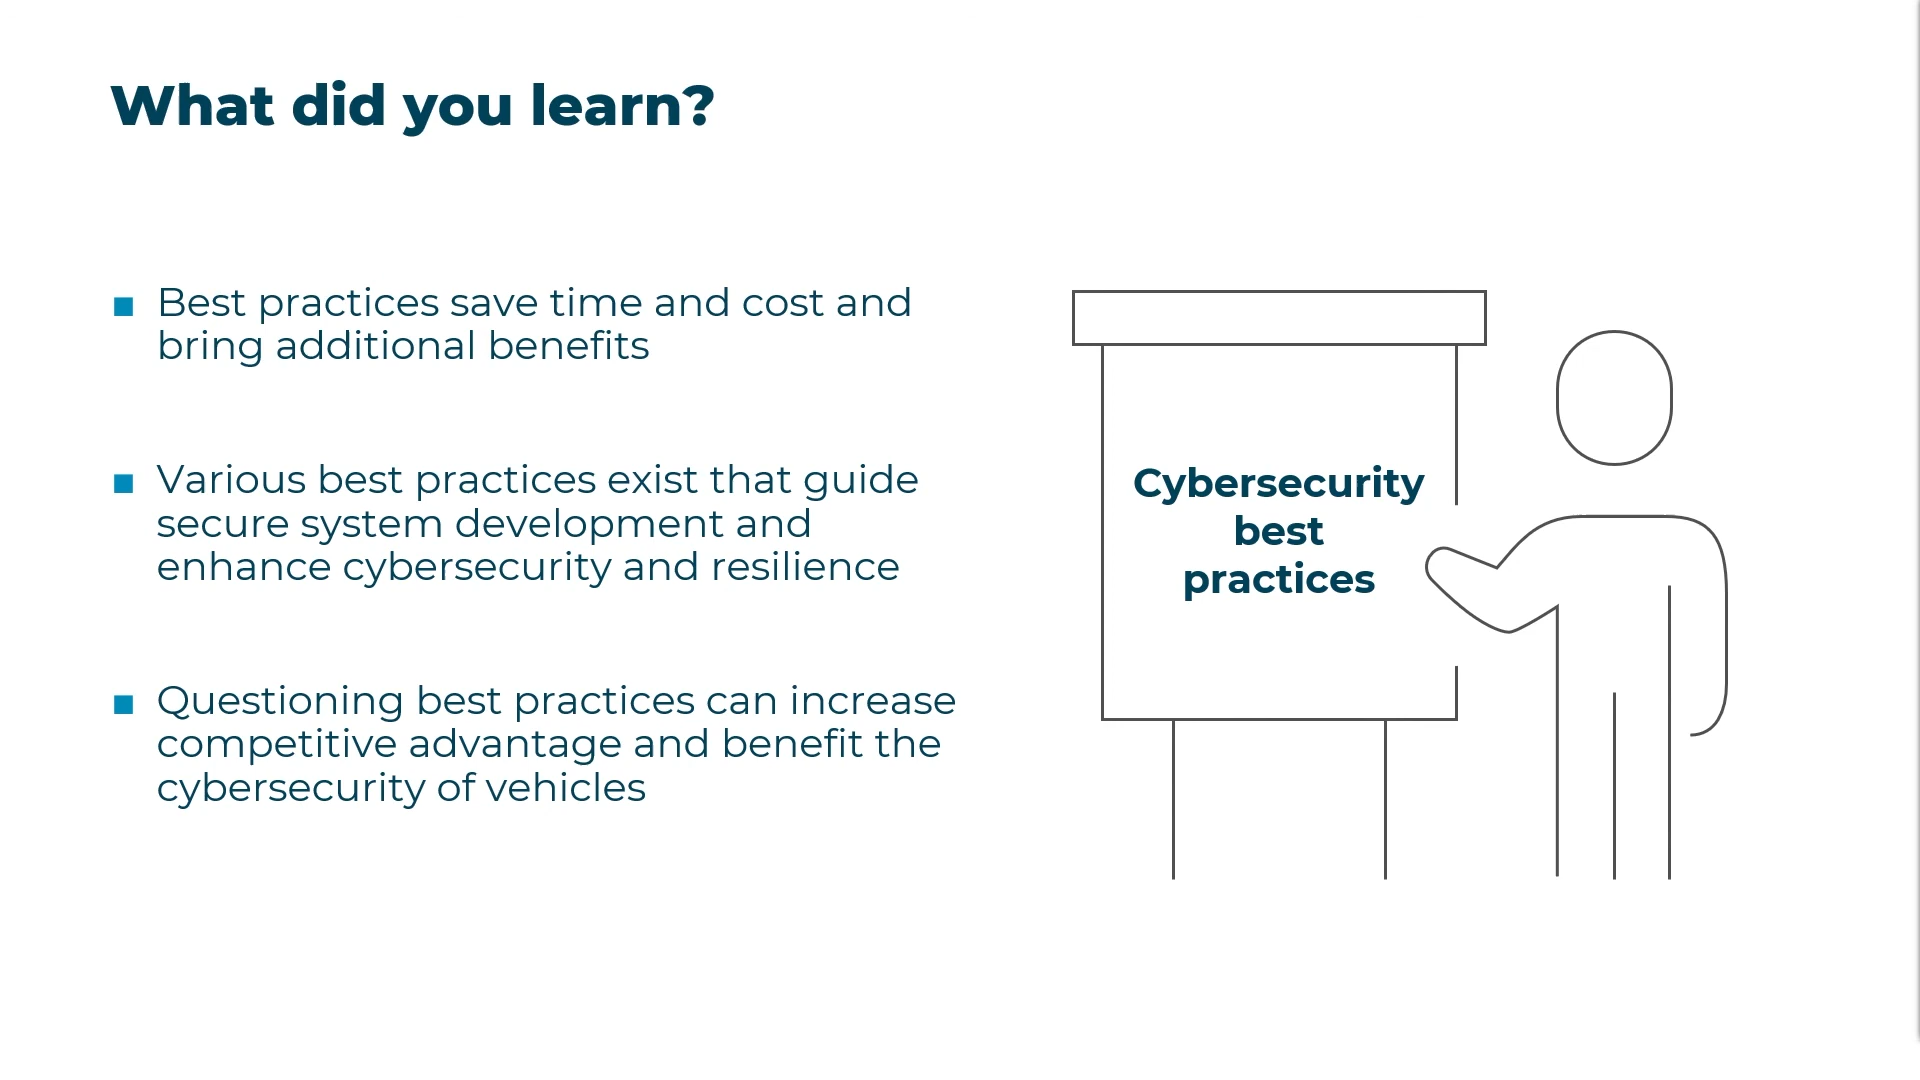 What did you learn?
Best practices save time and cost and
bring additional benefits
Various best practices exist that guide
secure system development and
enhance cybersecurity and resilience
Questioning best practices can increase
competitive advantage and benefit the
cybersecurity of vehicles
Cybersecurity
best
practices